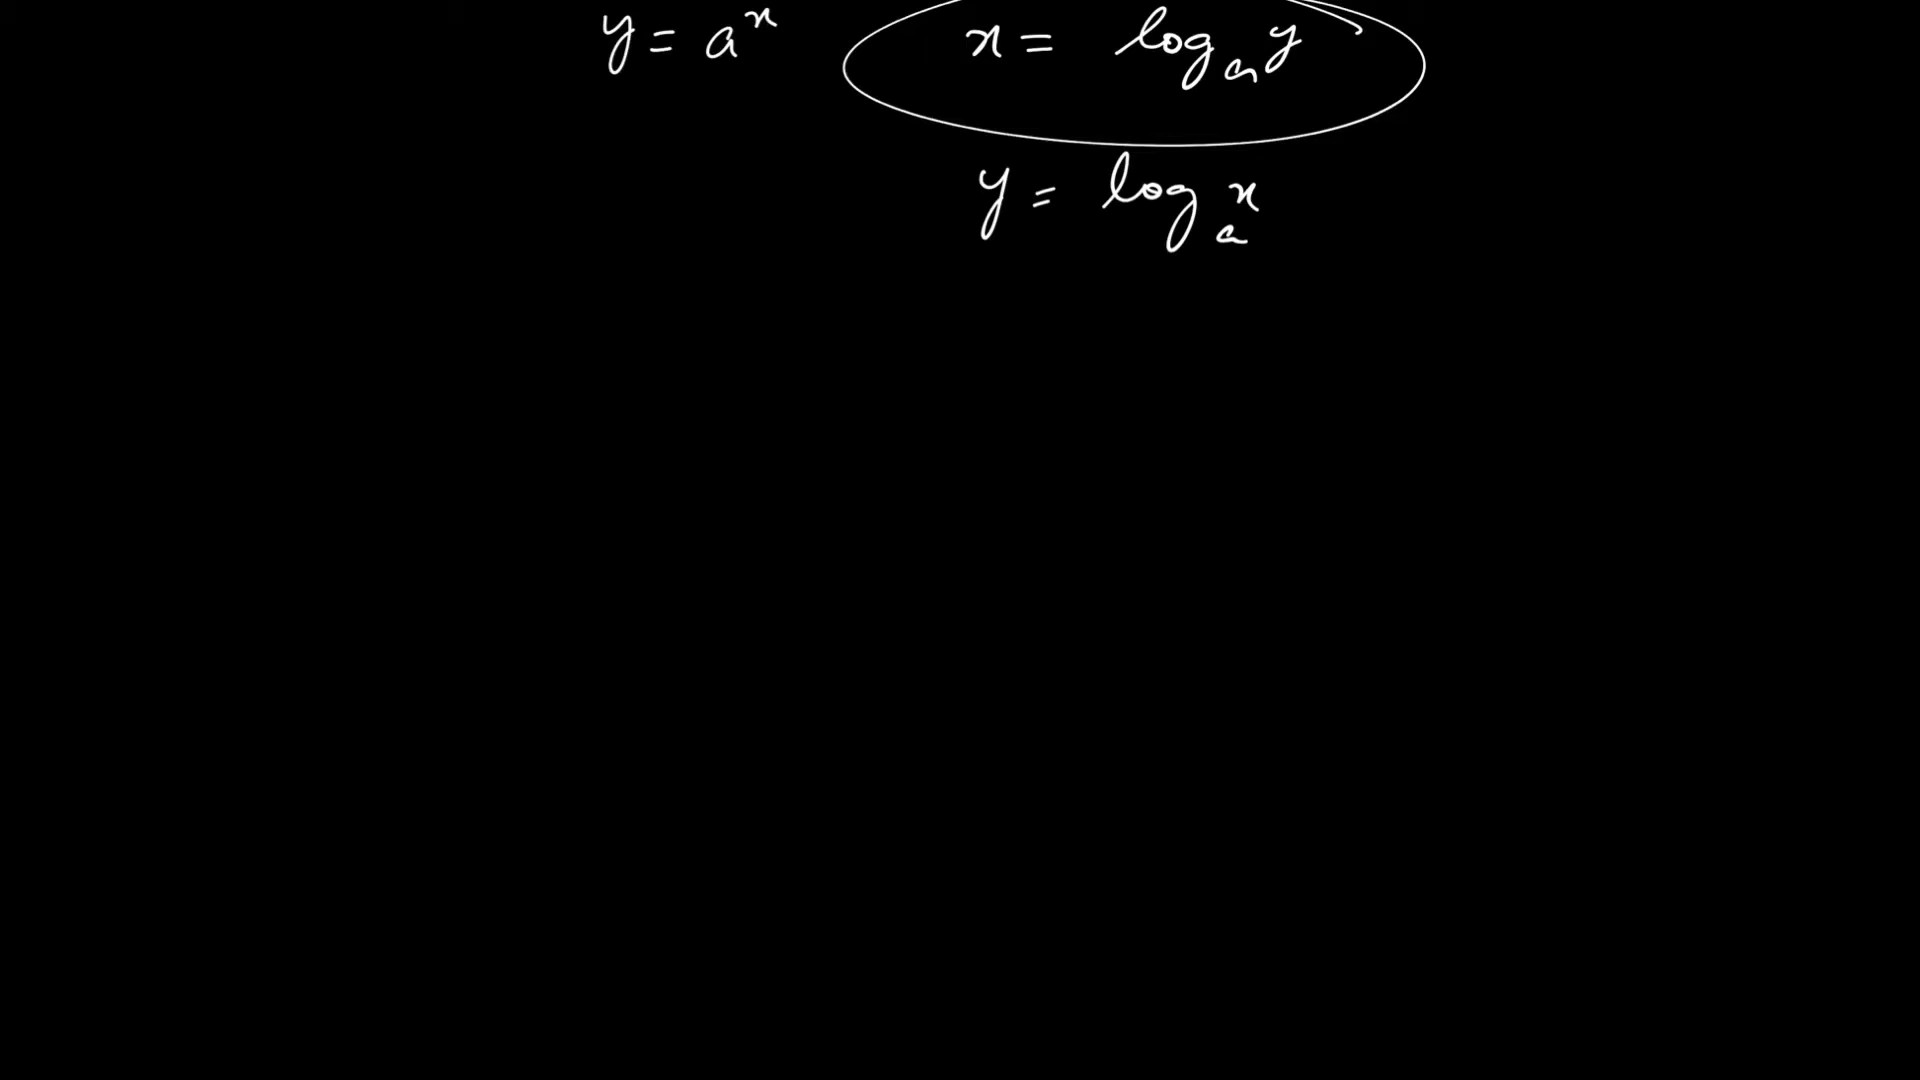 y = a^x x = log_a y
y = log_a x